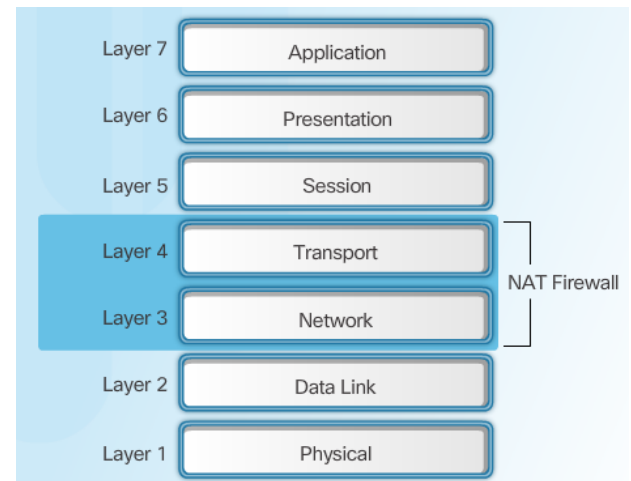 Layer 7 Application
Layer 6 Presentation
Layer 5 Session
Layer 4 Transport
NAT Firewall
Layer 3 Network
Layer 2 Data Link
Layer 1 Physical